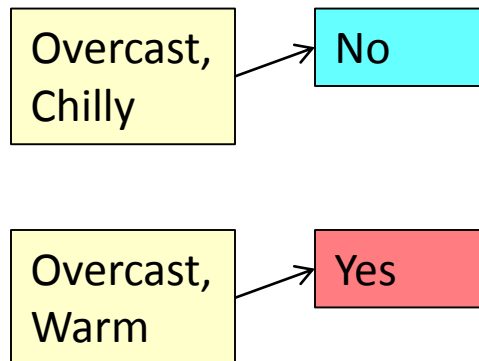 Overcast,
Chilly
No
Overcast,
Warm
Yes